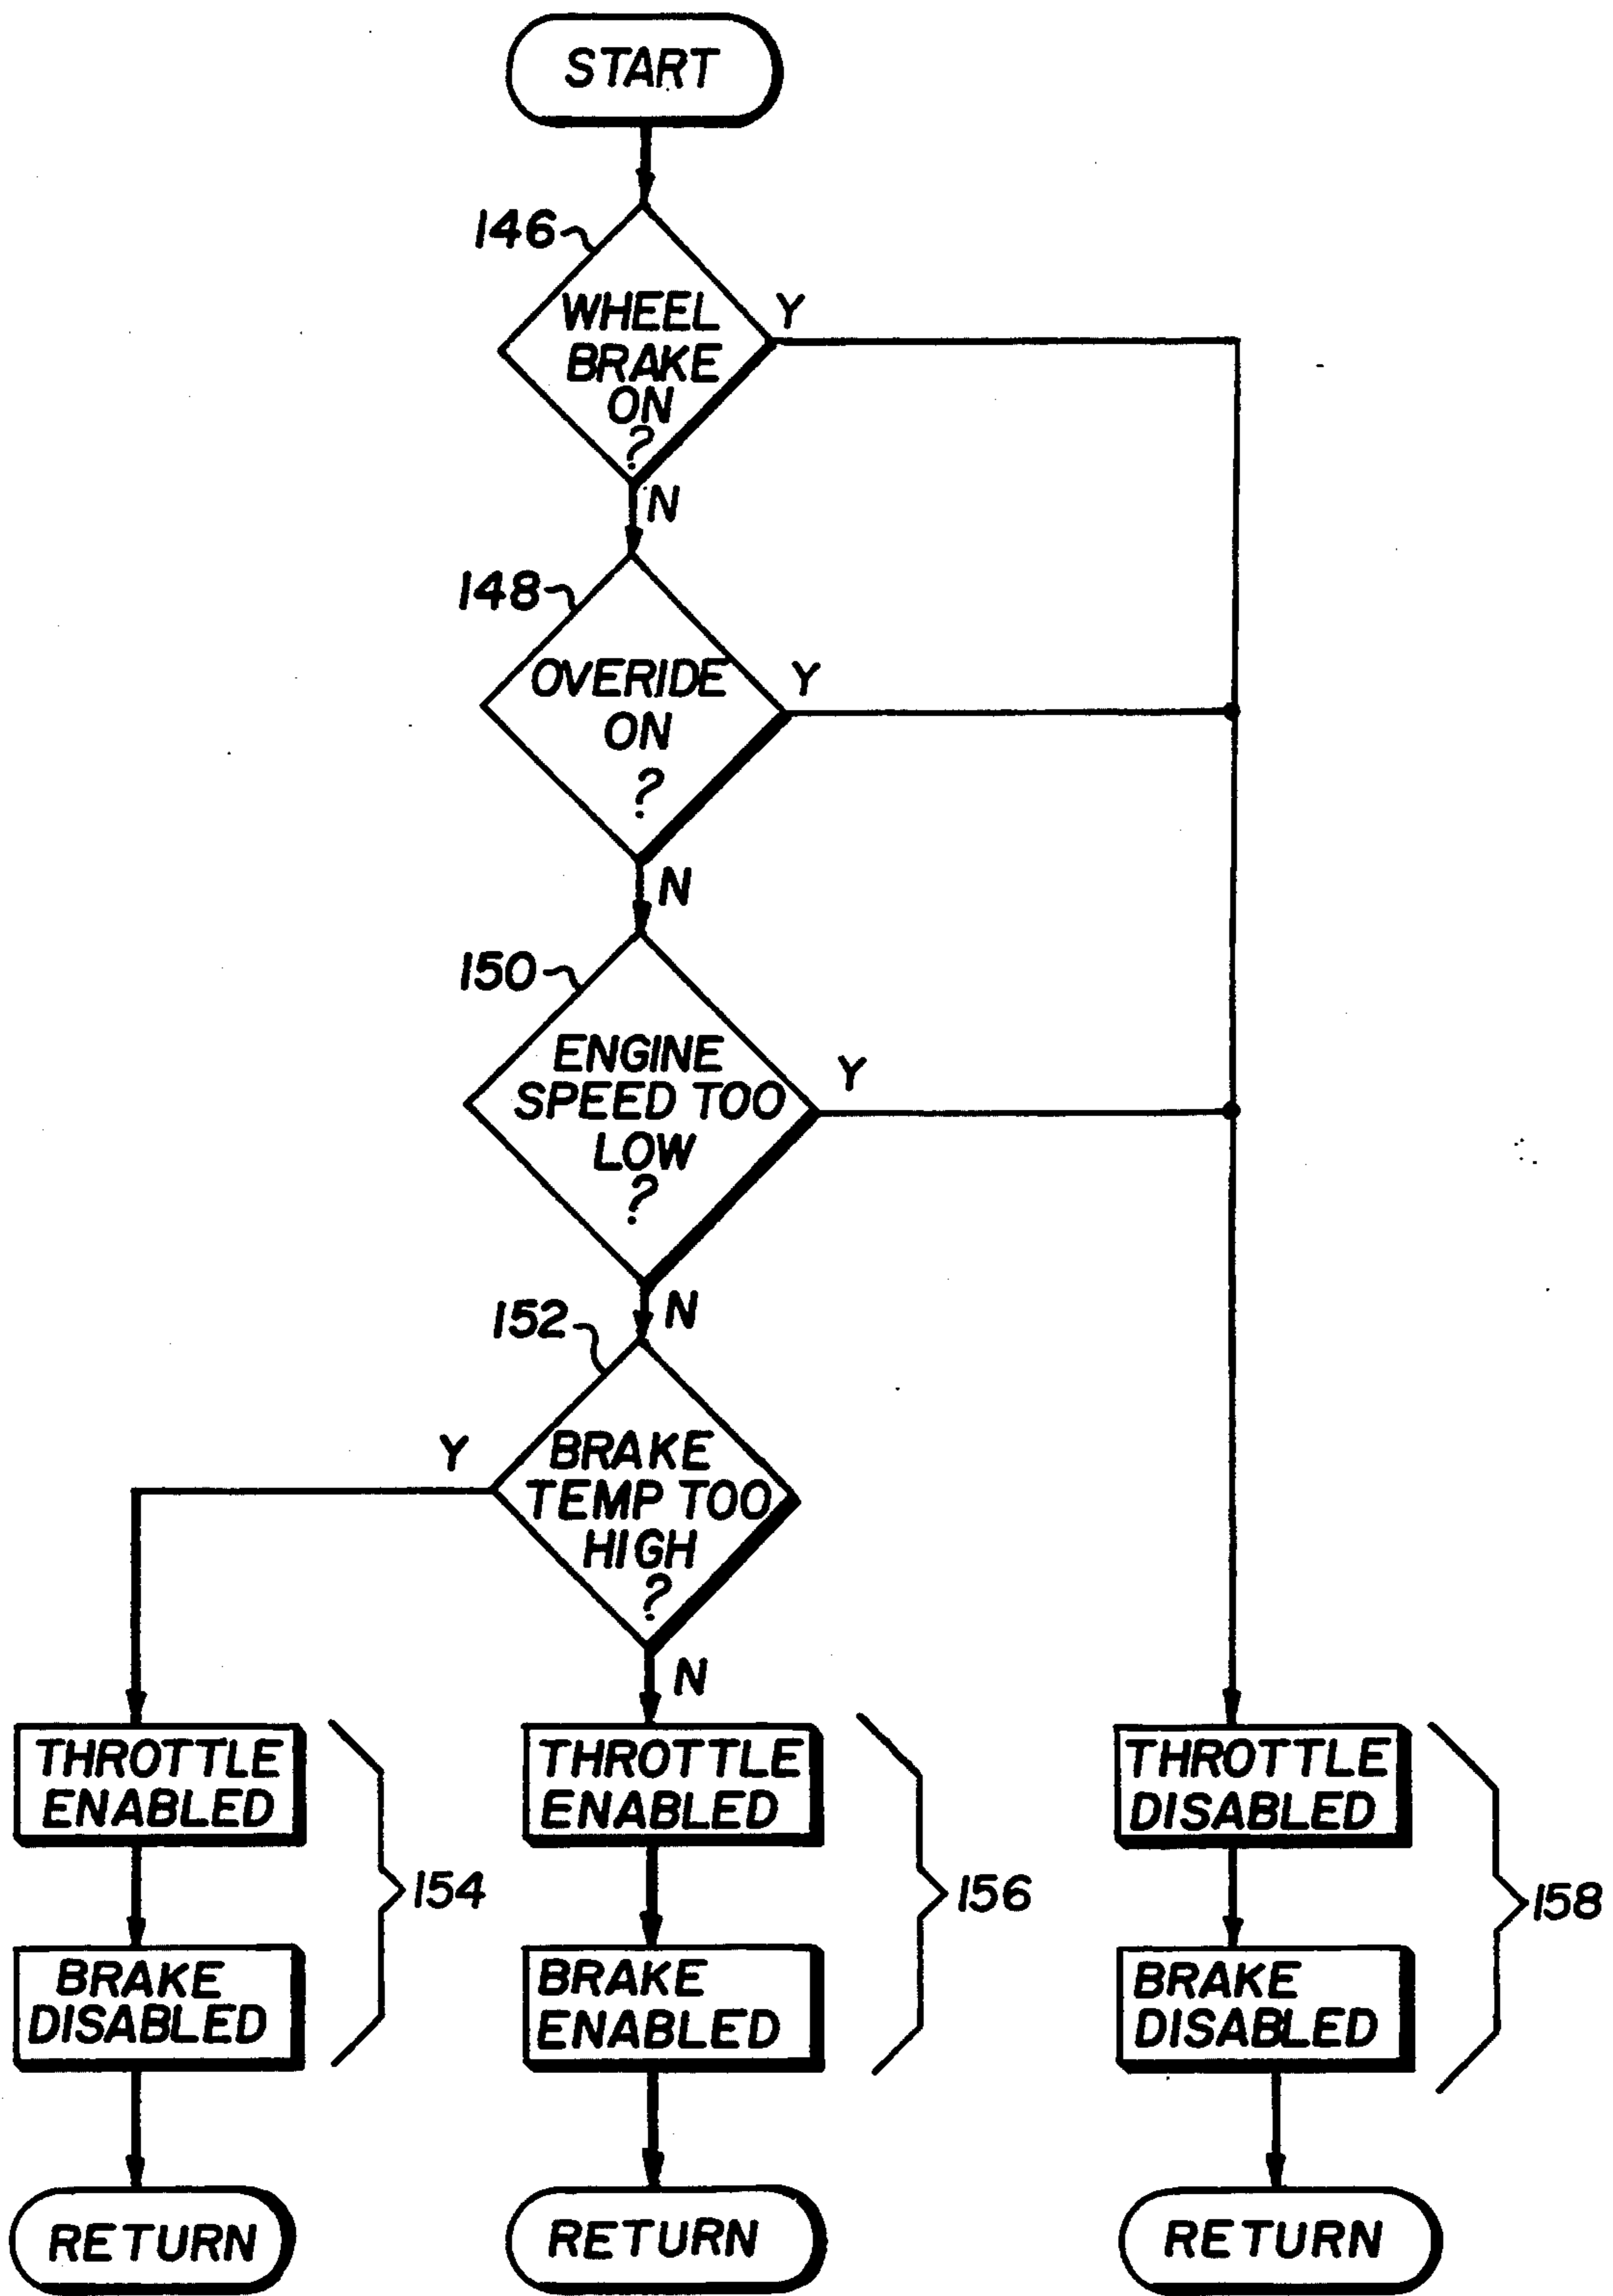 START
146
WHEEL
Y
BRAKE
ON
?
N
148
OVERIDE
Y
ON
?
N
150
ENGINE
Y
SPEED TOO
LOW
?
N
152
Y
BRAKE
TEMP TOO
HIGH
?
N
THROTTLE
ENABLED
THROTTLE
ENABLED
THROTTLE
DISABLED
154
156
158
BRAKE
DISABLED
BRAKE
ENABLED
BRAKE
DISABLED
RETURN
RETURN
RETURN